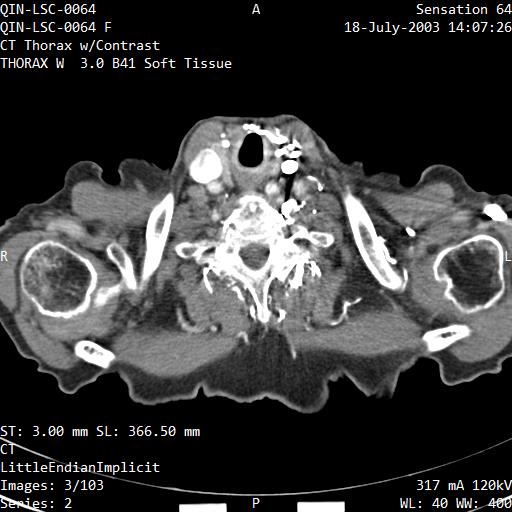 QIN-LSC-0064 A Sensation 64
QIN-LSC-0064 F 18-July-2003 14:07:26
CT Thorax w/Contrast
THORAX W 3.0 B41 Soft Tissue
R L
ST: 3.00 mm SL: 366.50 mm
CT
LittleEndianImplicit
Images: 3/103 317 mA 120kV
Series: 2 P WL: 40 WW: 400